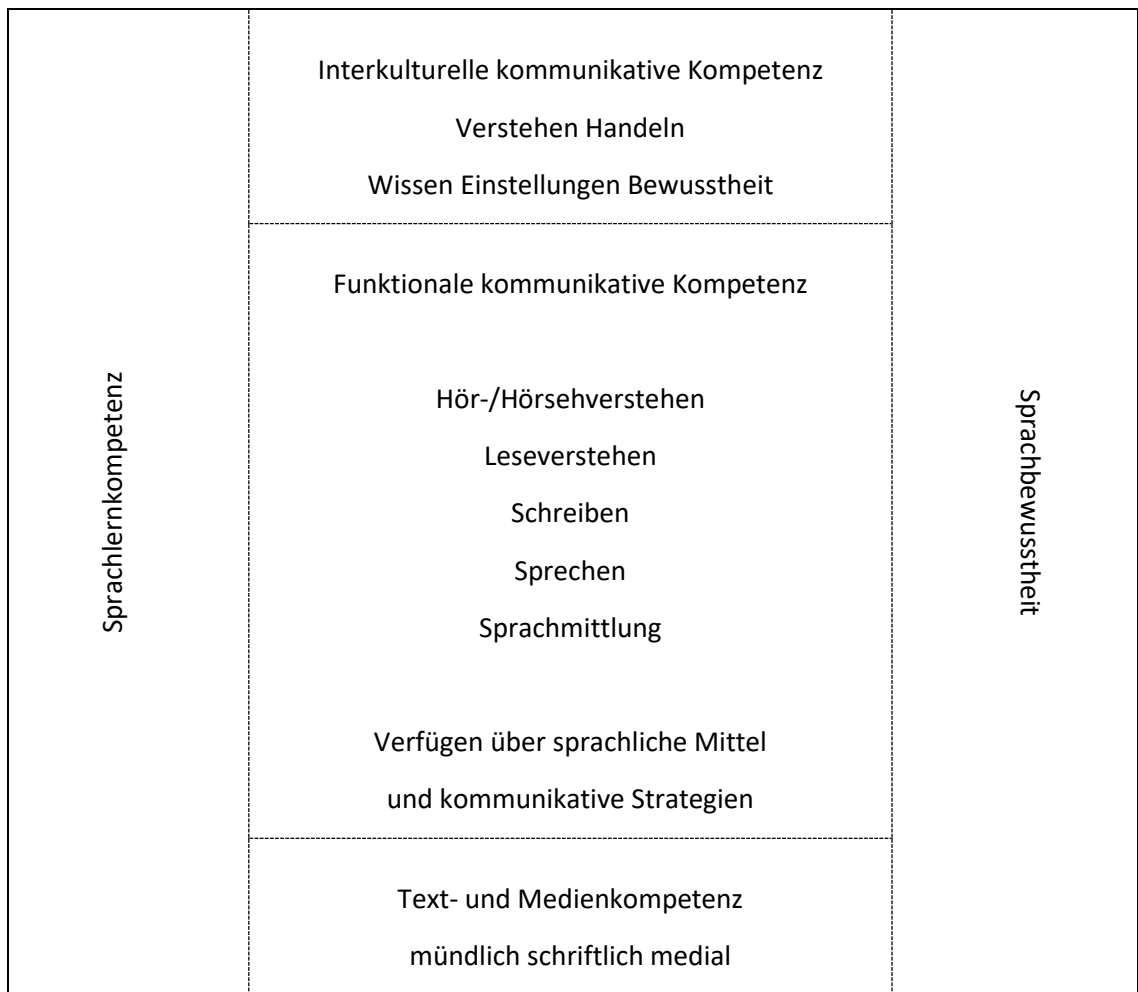 Sprachlernkompetenz
Interkulturelle kommunikative Kompetenz
Verstehen Handeln
Wissen Einstellungen Bewusstheit
Funktionale kommunikative Kompetenz
Hör-/Hörsehverstehen
Leseverstehen
Schreiben
Sprechen
Sprachmittlung
Verfügen über sprachliche Mittel
und kommunikative Strategien
Text- und Medienkompetenz
mündlich schriftlich medial
Sprachbewusstheit